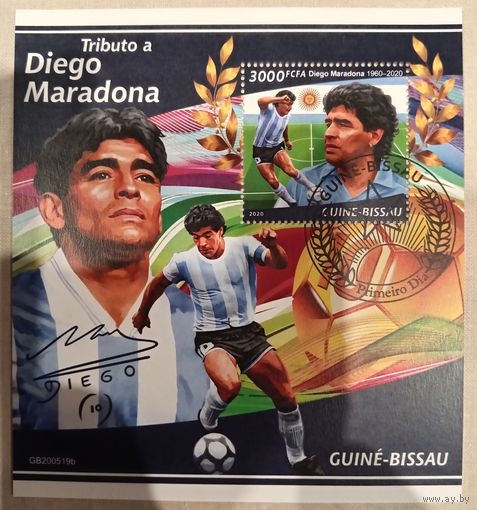 Tributo a
Diego
Maradona
3000 FCFA Diego Maradona 1960-2020
2020 GUINÉ-BISSAU
GUINÉ-BISSAU
Primeiro Dia
DIEGO
(10)
GB200519b
GUINÉ-BISSAU
www.ay.by